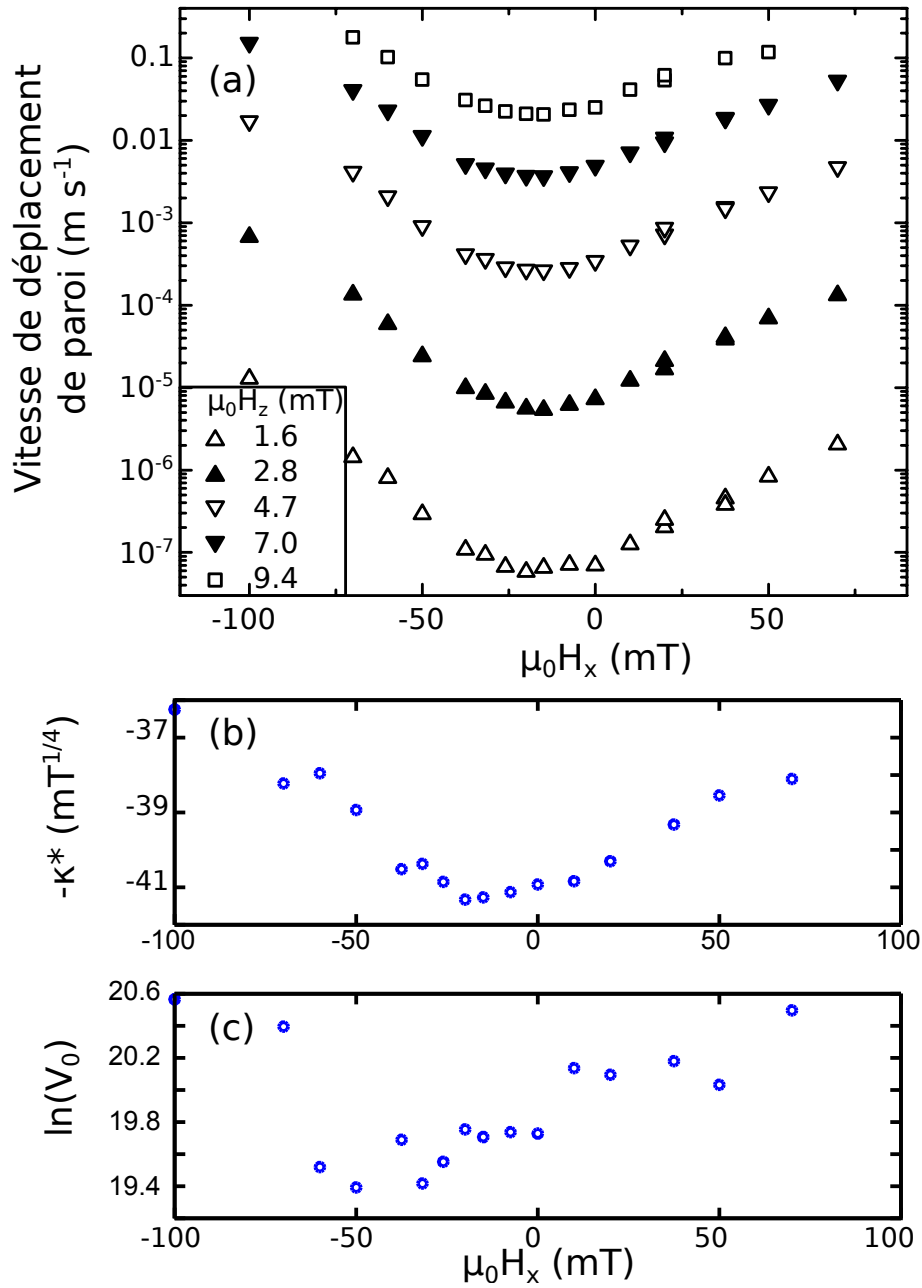 Vitesse de déplacement
de paroi (m s⁻¹)
(a)
0.1
0.01
10⁻³
10⁻⁴
10⁻⁵
10⁻⁶
10⁻⁷
μ₀H_z (mT)
1.6
2.8
4.7
7.0
9.4
-100 -50 0 50
μ₀Hₓ (mT)
(b)
-κ* (mT¹ᐟ⁴)
-37
-39
-41
-100 -50 0 50 100
(c)
ln(V₀)
20.6
20.2
19.8
19.4
-100 -50 0 50 100
μ₀Hₓ (mT)